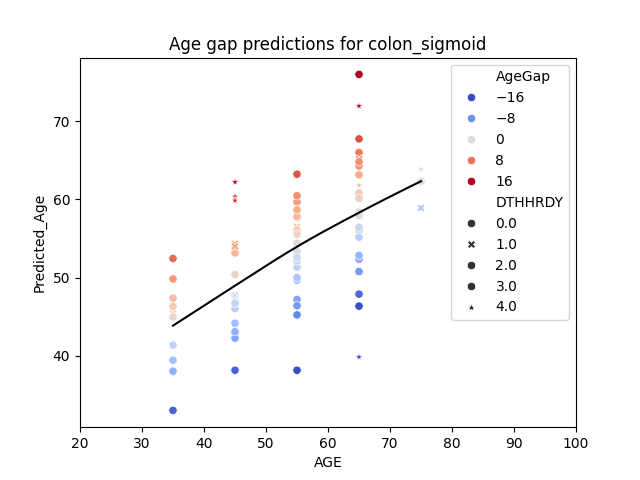 Age gap predictions for colon_sigmoid
Predicted_Age
70
60
50
40
20 30 40 50 60 70 80 90 100
AGE
AgeGap
−16
−8
0
8
16
DTHHRDY
0.0
1.0
2.0
3.0
4.0